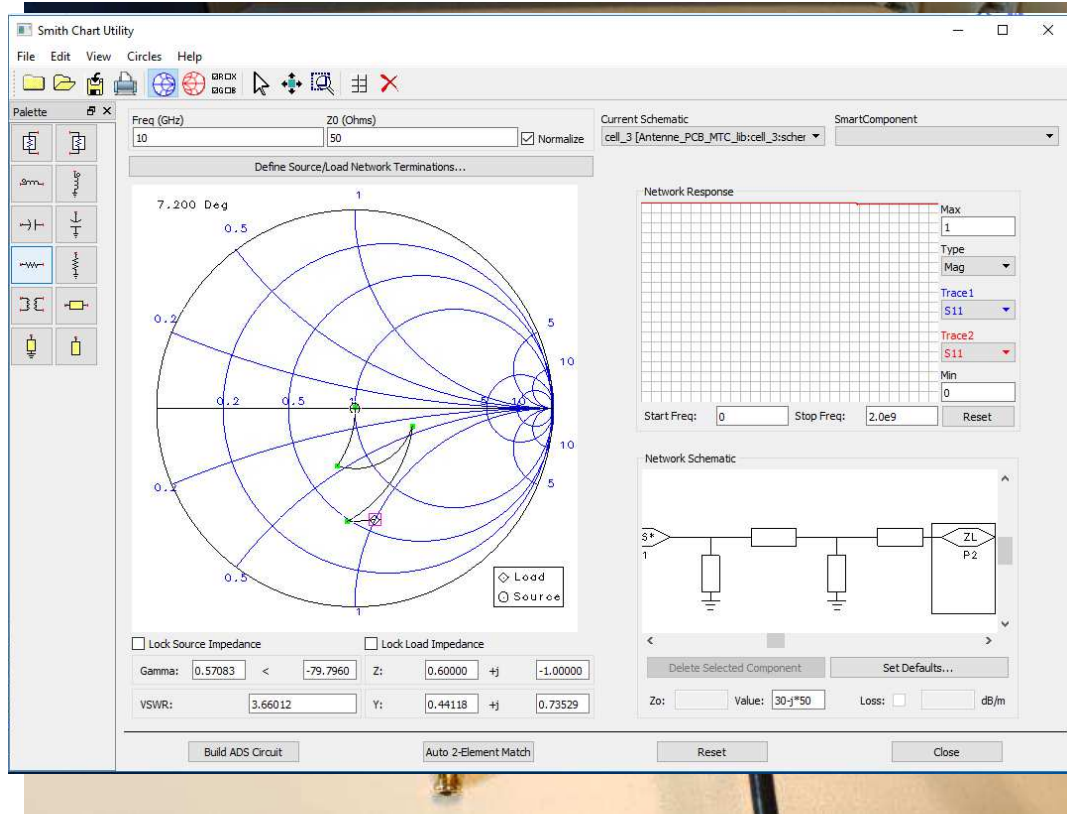 Smith Chart Utility
File Edit View Circles Help
ØRØX
ØGØB
Palette
Freq (GHz)
Z0 (Ohms)
Current Schematic
SmartComponent
10
50
Normalize
cell_3 [Antenne_PCB_MTC_lib:cell_3:scher
Define Source/Load Network Terminations...
7.200 Deg
1
0.5
0.2
5
10
0.2
0.5
1
5
10
10
5
0.2
0.5
1
Load
Source
Network Response
Max
1
Type
Mag
Trace1
S11
Trace2
S11
Min
0
Start Freq:
0
Stop Freq:
2.0e9
Reset
Network Schematic
S*
1
ZL
P2
Delete Selected Component
Set Defaults...
Zo:
Value:
30-j*50
Loss:
dB/m
Lock Source Impedance
Lock Load Impedance
Gamma: 0.57083 < -79.7960 Z: 0.60000 +j -1.00000
VSWR: 3.66012 Y: 0.44118 +j 0.73529
Build ADS Circuit
Auto 2-Element Match
Reset
Close